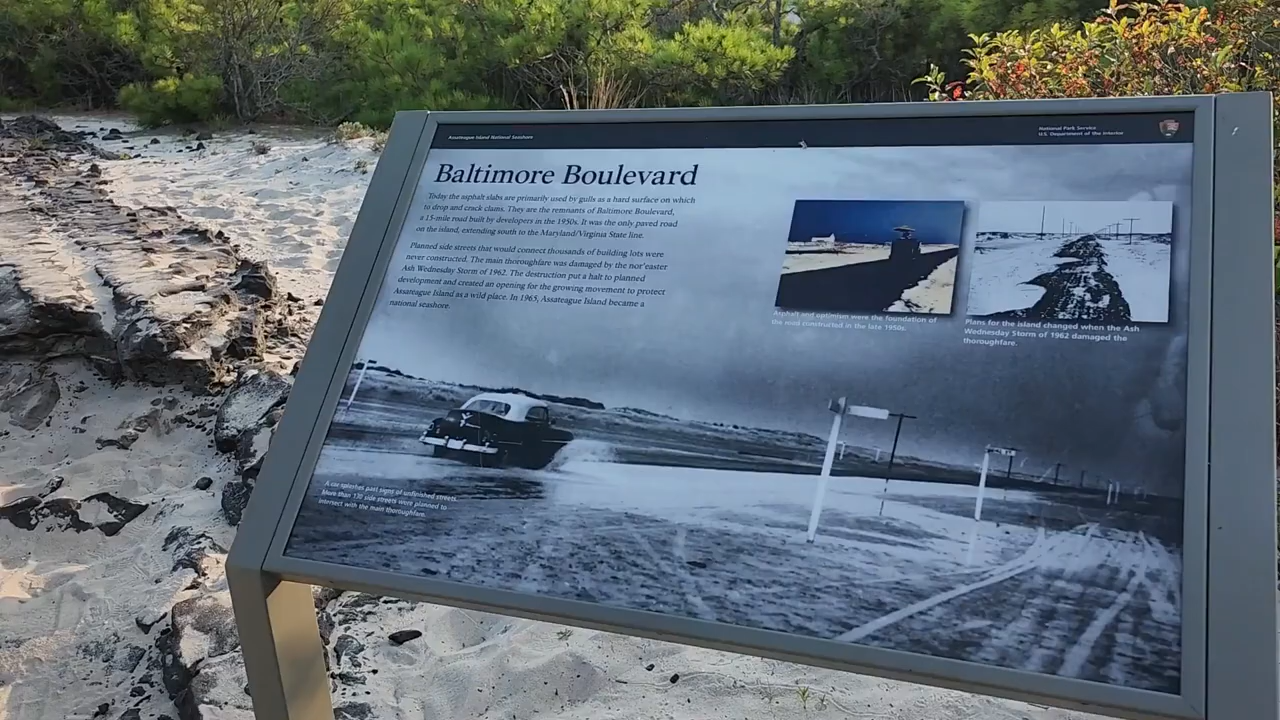 Assateague Island National Seashore
National Park Service
U.S. Department of the Interior
Baltimore Boulevard
Today the asphalt slabs are primarily used by gulls as a hard surface on which
to drop and crack clams. They are the remnants of Baltimore Boulevard,
a 15-mile road built by developers in the 1950s. It was the only paved road
on the island, extending south to the Maryland/Virginia State line.
Planned side streets that would connect thousands of building lots were
never constructed. The main thoroughfare was damaged by the nor'easter
Ash Wednesday Storm of 1962. The destruction put a halt to planned
development and created an opening for the growing movement to protect
Assateague Island as a wild place. In 1965, Assateague Island became a
national seashore.
Asphalt and optimism were the foundation of
the road constructed in the late 1950s.
Plans for the island changed when the Ash
Wednesday Storm of 1962 damaged the
thoroughfare.
A car splashes past signs of unfinished streets.
More than 130 side streets were planned to
intersect with the main thoroughfare.